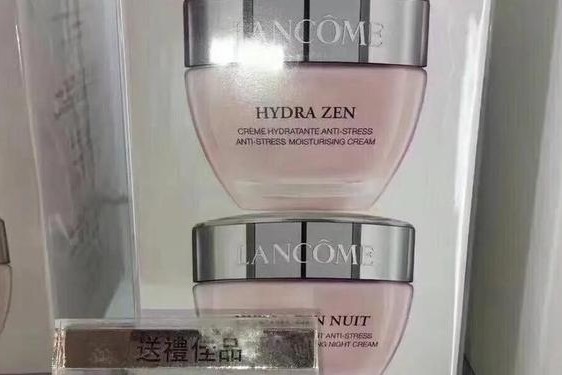 LANCÔME
HYDRA ZEN
CRÈME HYDRATANTE ANTI-STRESS
ANTI-STRESS MOISTURISING CREAM
LANCÔME
NUIT
ANTI-STRESS
NIGHT CREAM
送禮佳品